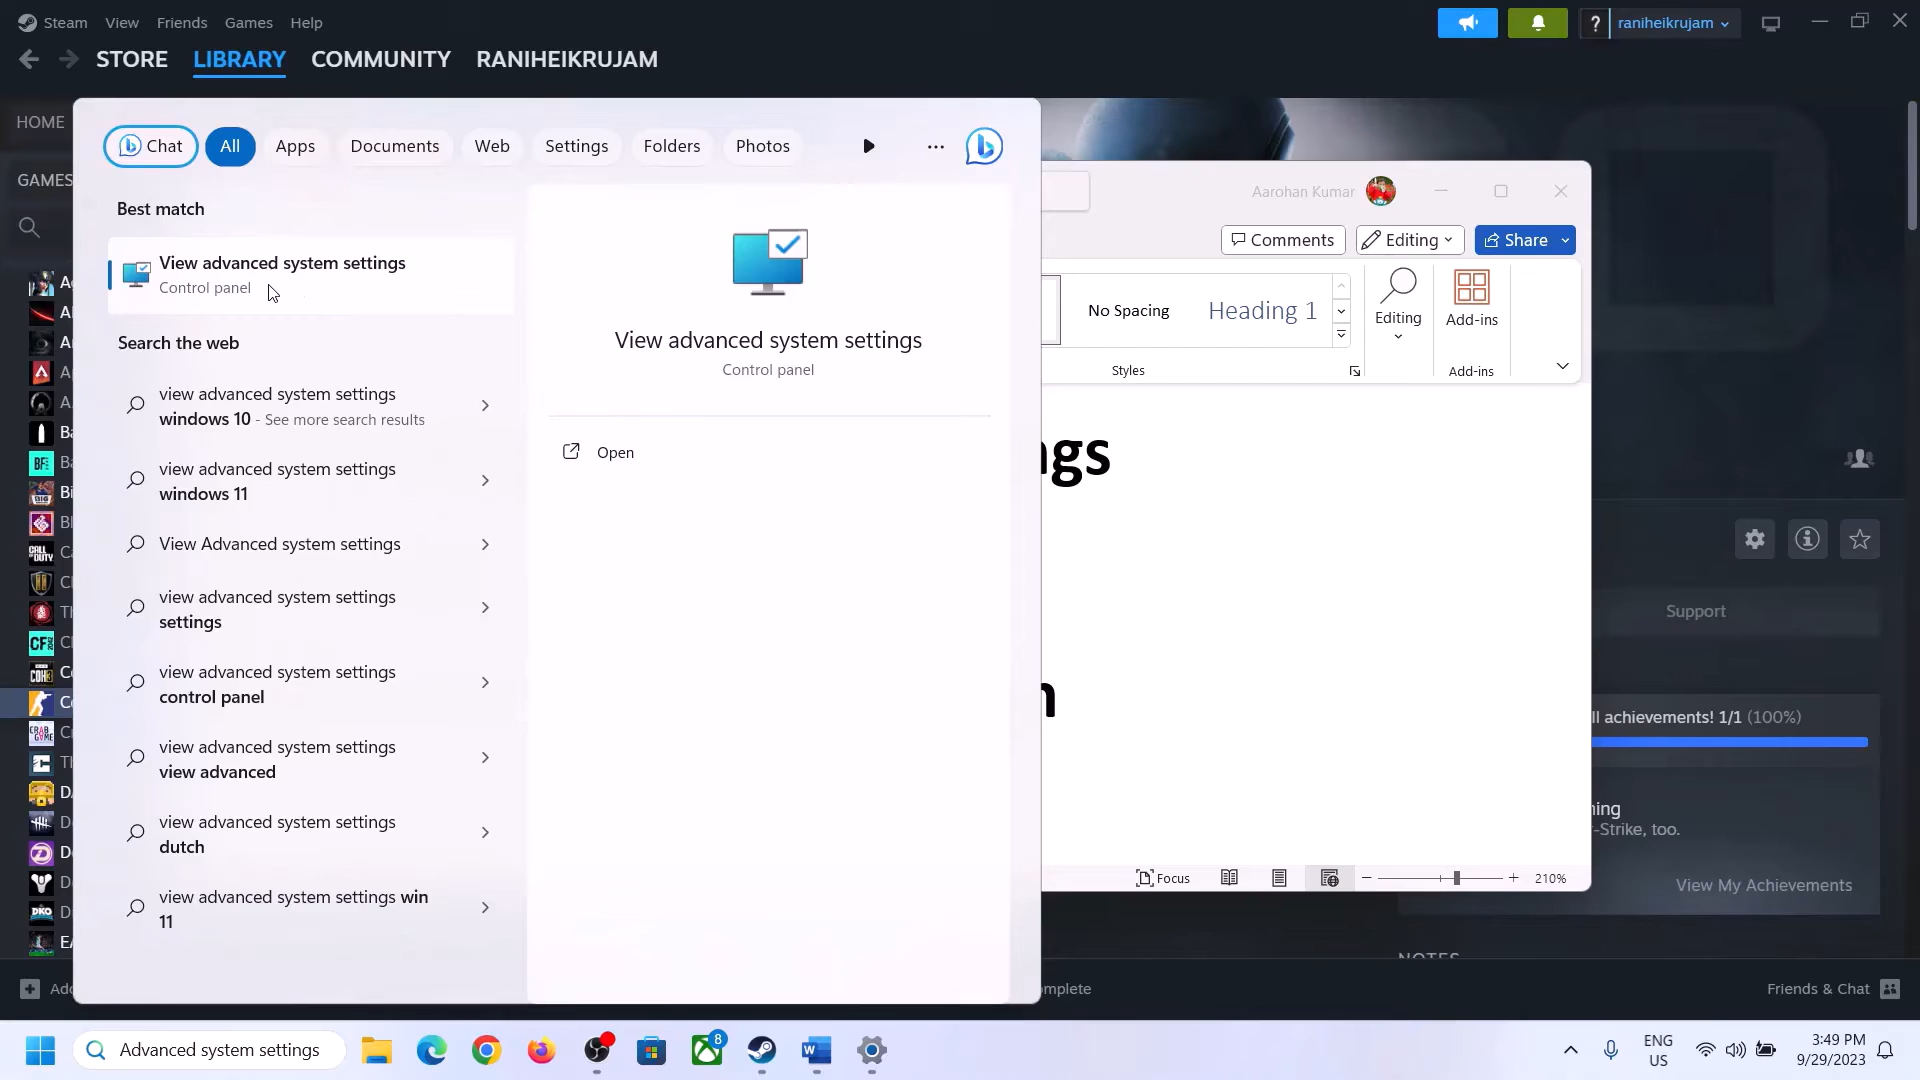 Steam View Friends Games Help
? raniheikrujam
STORE LIBRARY COMMUNITY RANIHEIKRUJAM
HOME
GAMES
Chat All Apps Documents Web Settings Folders Photos
Best match
View advanced system settings
Control panel
Search the web
view advanced system settings
windows 10 - See more search results
view advanced system settings
windows 11
View Advanced system settings
view advanced system settings
settings
view advanced system settings
control panel
view advanced system settings
view advanced
view advanced system settings
dutch
view advanced system settings win
11
View advanced system settings
Control panel
Open
Aarohan Kumar
Comments Editing Share
No Spacing Heading 1
Editing
Add-ins
Styles
Add-ins
ngs
n
Focus
210%
Support
ll achievements! 1/1 (100%)
-Strike, too.
View My Achievements
NOTES
Add
mplete
Friends & Chat
Advanced system settings
8
ENG
US
3:49 PM
9/29/2023